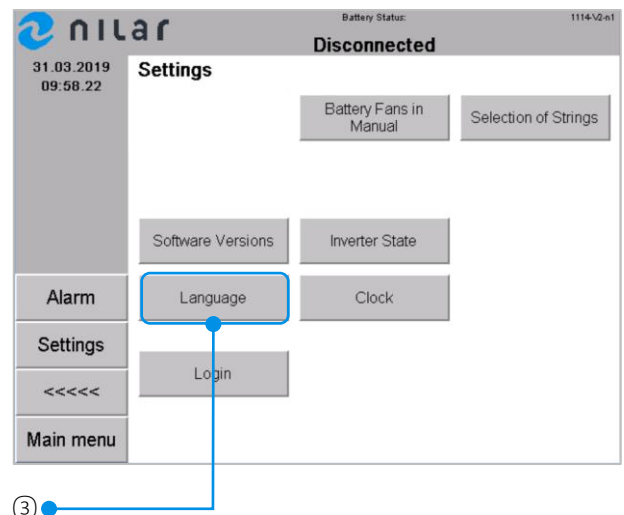 nilar
Battery Status:
1114-V2-n1
Disconnected
31.03.2019
09:58.22
Settings
Battery Fans in
Manual
Selection of Strings
Software Versions
Inverter State
Alarm
Language
Clock
Settings
Login
<<<<<
Main menu
③